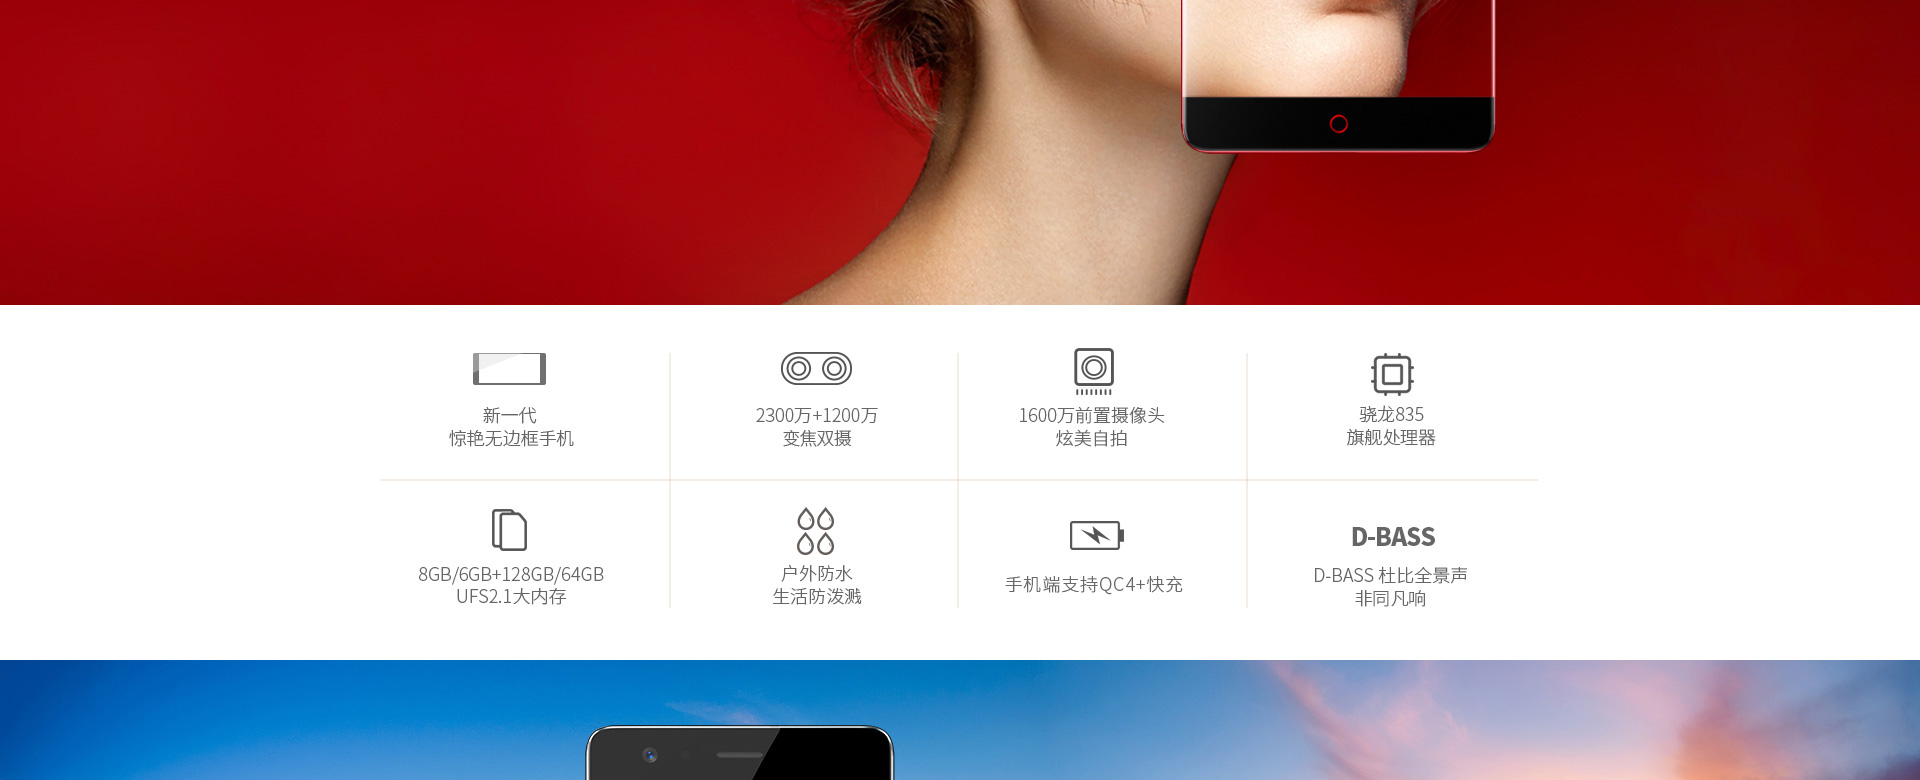 新一代
惊艳无边框手机
2300万+1200万
变焦双摄
1600万前置摄像头
炫美自拍
骁龙835
旗舰处理器
8GB/6GB+128GB/64GB
UFS2.1大内存
户外防水
生活防泼溅
手机端支持QC4+快充
D-BASS
D-BASS 杜比全景声
非同凡响